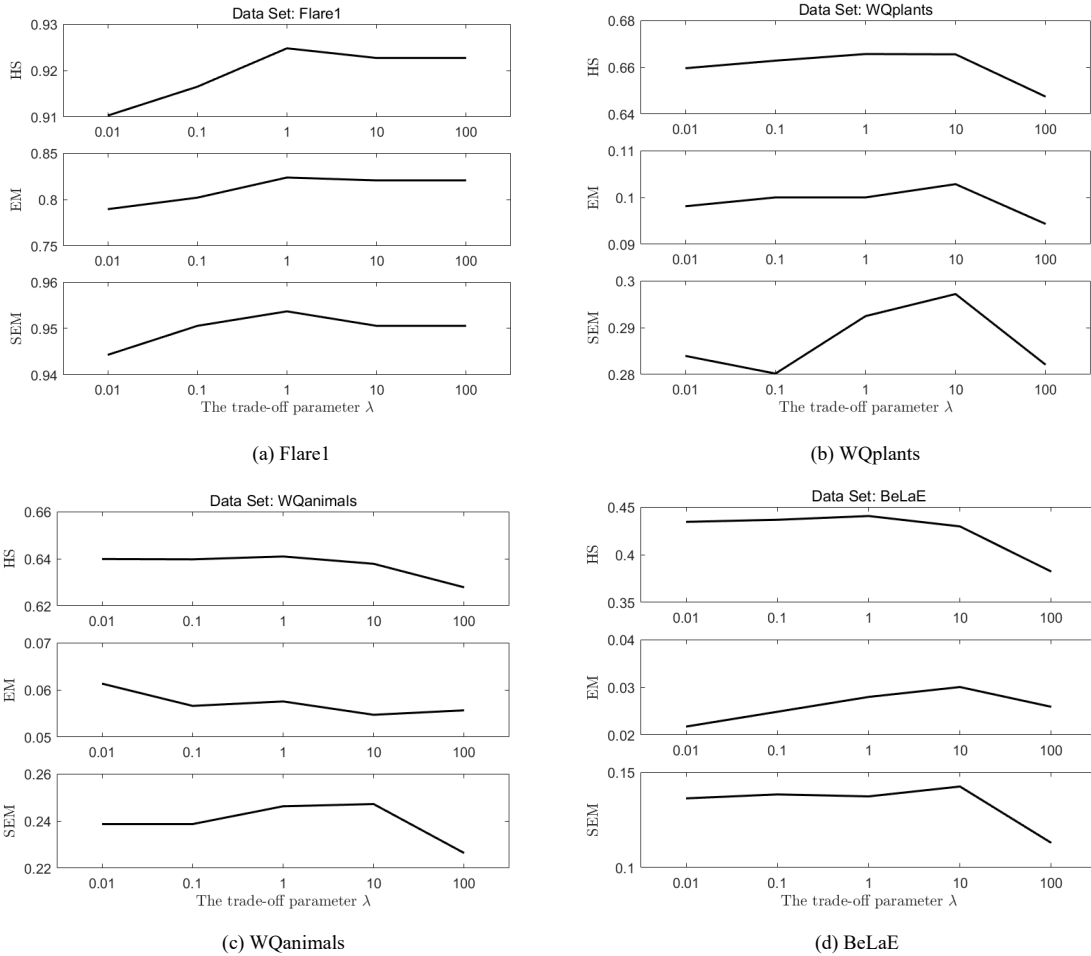 Data Set: Flare1
0.93
0.92
0.91
HS
0.01 0.1 1 10 100
0.85
0.8
0.75
EM
0.01 0.1 1 10 100
0.96
0.95
0.94
SEM
0.01 0.1 1 10 100
The trade-off parameter λ
(a) Flare1
Data Set: WQplants
0.68
0.66
0.64
HS
0.01 0.1 1 10 100
0.11
0.1
0.09
EM
0.01 0.1 1 10 100
0.3
0.29
0.28
SEM
0.01 0.1 1 10 100
The trade-off parameter λ
(b) WQplants
Data Set: WQanimals
0.66
0.64
0.62
HS
0.01 0.1 1 10 100
0.07
0.06
0.05
EM
0.01 0.1 1 10 100
0.26
0.24
0.22
SEM
0.01 0.1 1 10 100
The trade-off parameter λ
(c) WQanimals
Data Set: BeLaE
0.45
0.4
0.35
HS
0.01 0.1 1 10 100
0.04
0.03
0.02
EM
0.01 0.1 1 10 100
0.15
0.1
SEM
0.01 0.1 1 10 100
The trade-off parameter λ
(d) BeLaE